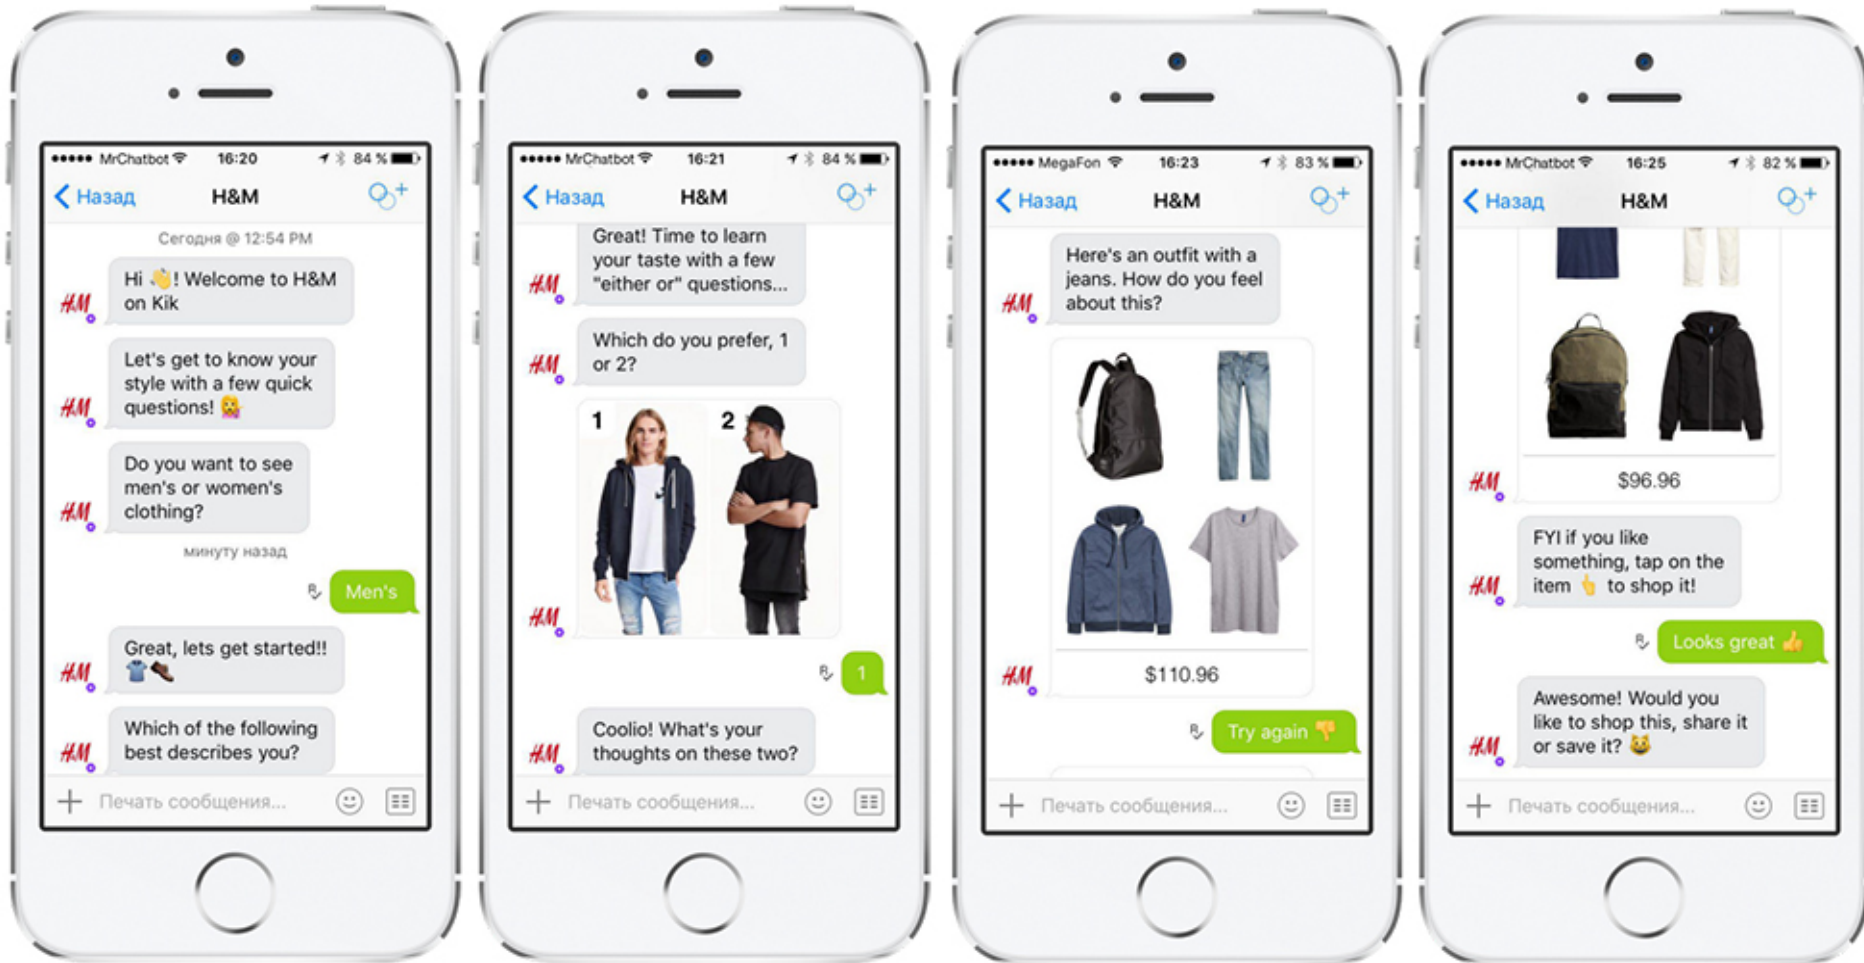 MrChatbot 16:20 84 %
Назад H&M
Сегодня @ 12:54 PM
Hi 👋! Welcome to H&M
on Kik
H&M
Let's get to know your
style with a few quick
questions! 💁
H&M
Do you want to see
men's or women's
clothing?
H&M
минуту назад
R Men's
Great, lets get started!!
👕👞
H&M
Which of the following
best describes you?
H&M
Печать сообщения...
MrChatbot 16:21 84 %
Назад H&M
Great! Time to learn
your taste with a few
"either or" questions...
H&M
Which do you prefer, 1
or 2?
H&M
1 2
H&M
R 1
Coolio! What's your
thoughts on these two?
H&M
Печать сообщения...
MegaFon 16:23 83 %
Назад H&M
Here's an outfit with a
jeans. How do you feel
about this?
H&M
$110.96
H&M
R Try again 👎
Печать сообщения...
MrChatbot 16:25 82 %
Назад H&M
$96.96
H&M
FYI if you like
something, tap on the
item 👆 to shop it!
H&M
R Looks great 👍
Awesome! Would you
like to shop this, share it
or save it? 😺
H&M
Печать сообщения...